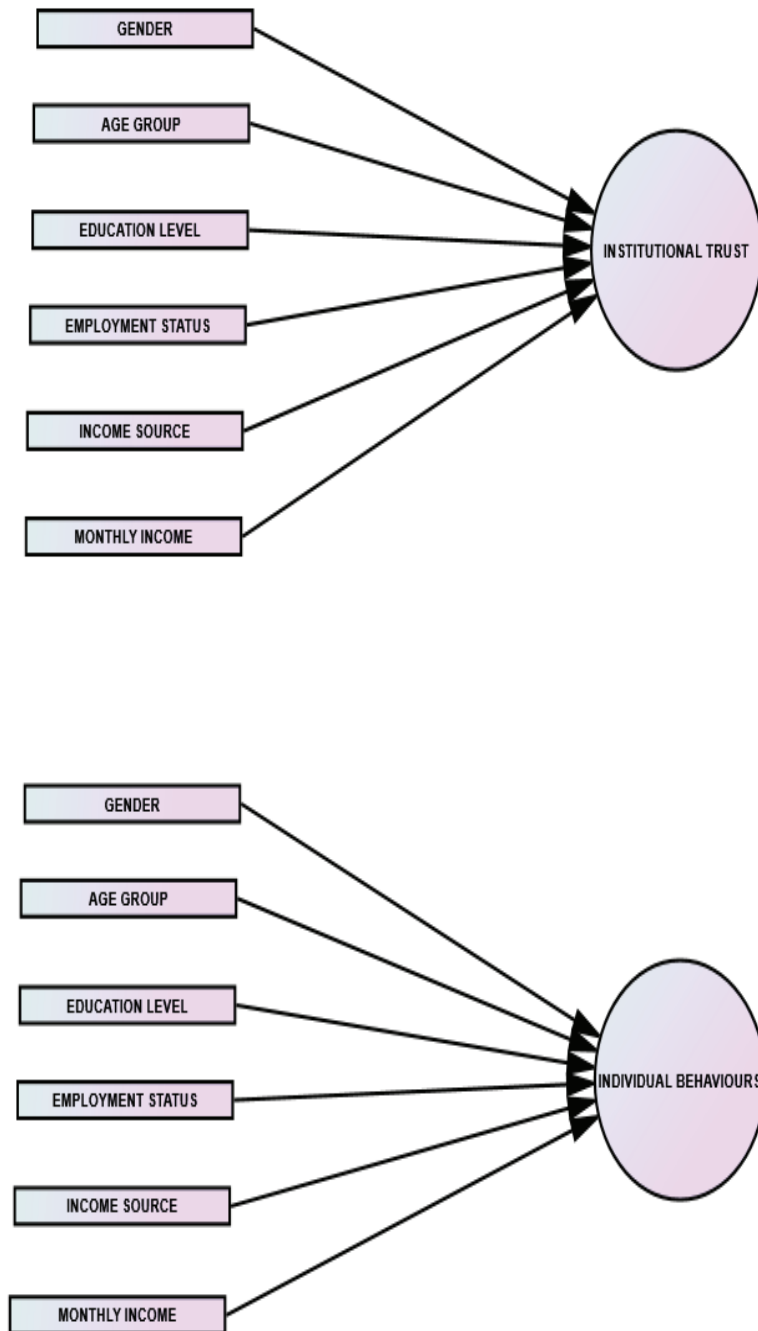 GENDER
AGE GROUP
EDUCATION LEVEL
INSTITUTIONAL TRUST
EMPLOYMENT STATUS
INCOME SOURCE
MONTHLY INCOME
GENDER
AGE GROUP
EDUCATION LEVEL
INDIVIDUAL BEHAVIOURS
EMPLOYMENT STATUS
INCOME SOURCE
MONTHLY INCOME